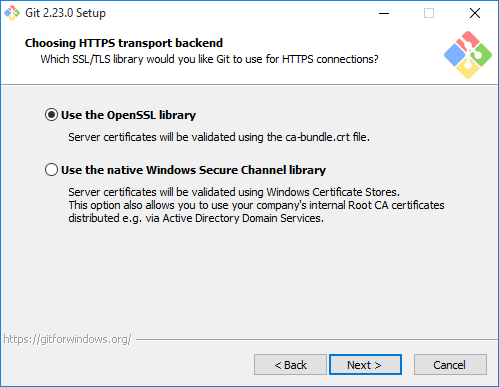 Git 2.23.0 Setup
Choosing HTTPS transport backend
Which SSL/TLS library would you like Git to use for HTTPS connections?
Use the OpenSSL library
Server certificates will be validated using the ca-bundle.crt file.
Use the native Windows Secure Channel library
Server certificates will be validated using Windows Certificate Stores.
This option also allows you to use your company's internal Root CA certificates
distributed e.g. via Active Directory Domain Services.
https://gitforwindows.org/
< Back Next > Cancel